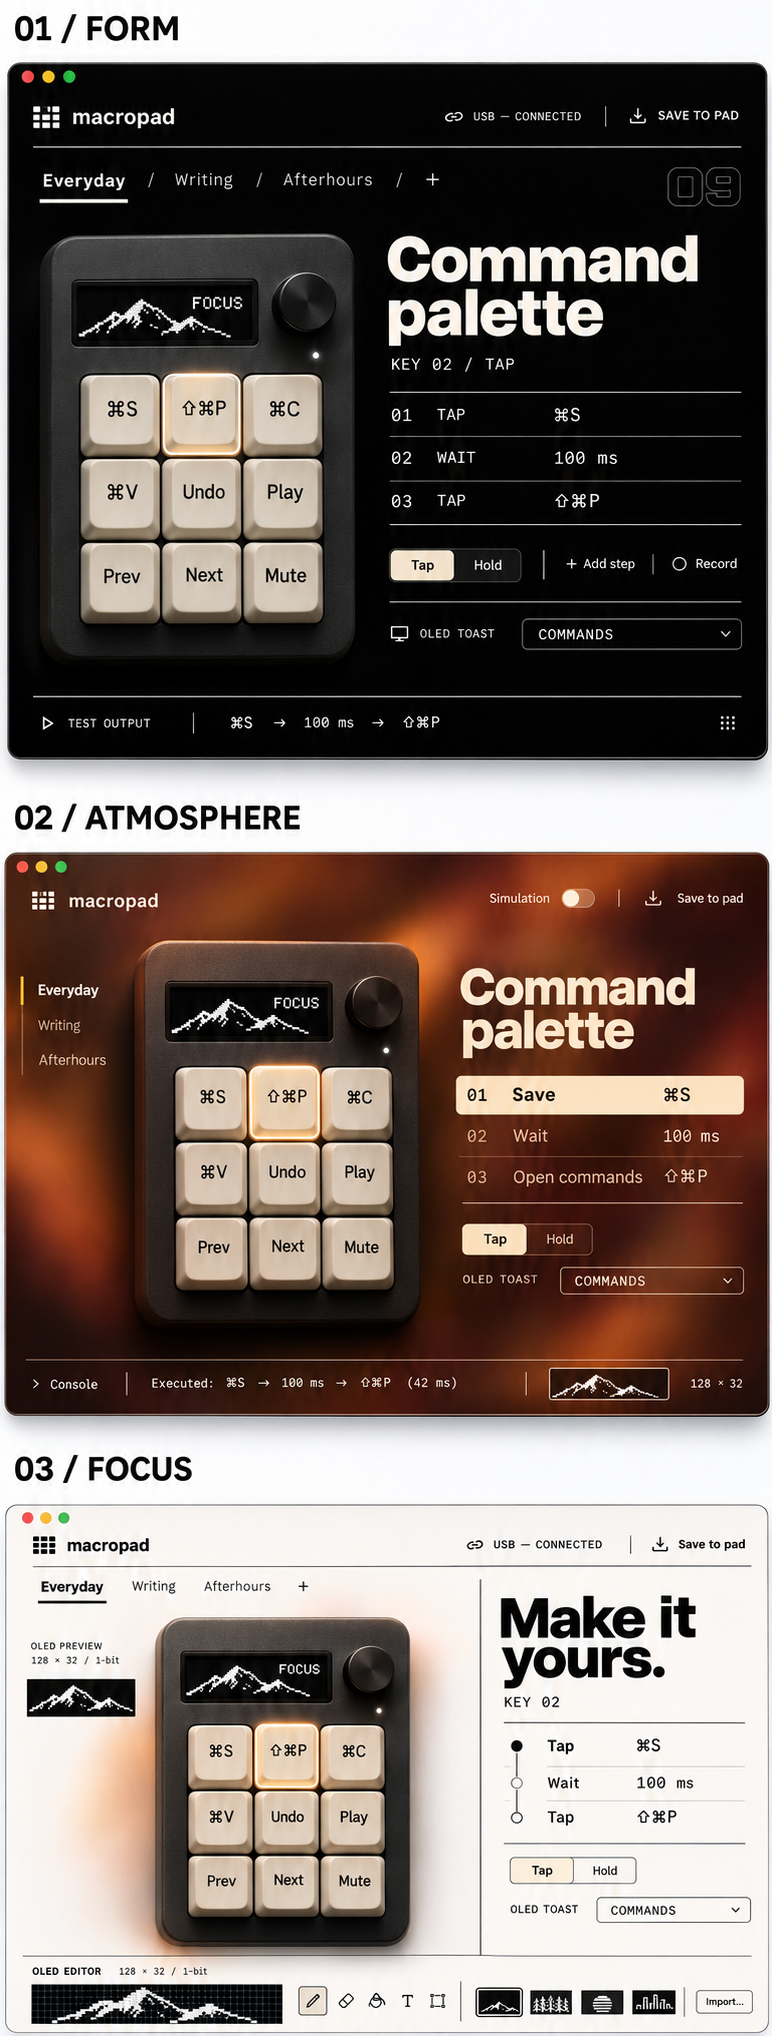 01 / FORM
macropad
USB — CONNECTED
SAVE TO PAD
Everyday / Writing / Afterhours / +
09
FOCUS
⌘S ⇧⌘P ⌘C
⌘V Undo Play
Prev Next Mute
Command
palette
KEY 02 / TAP
01 TAP ⌘S
02 WAIT 100 ms
03 TAP ⇧⌘P
Tap Hold + Add step Record
OLED TOAST COMMANDS
TEST OUTPUT ⌘S → 100 ms → ⇧⌘P
02 / ATMOSPHERE
macropad
Simulation
Save to pad
Everyday
Writing
Afterhours
FOCUS
⌘S ⇧⌘P ⌘C
⌘V Undo Play
Prev Next Mute
Command
palette
01 Save ⌘S
02 Wait 100 ms
03 Open commands ⇧⌘P
Tap Hold
OLED TOAST COMMANDS
> Console Executed: ⌘S → 100 ms → ⇧⌘P (42 ms) 128 × 32
03 / FOCUS
macropad
USB — CONNECTED
Save to pad
Everyday Writing Afterhours +
OLED PREVIEW
128 × 32 / 1-bit
FOCUS
⌘S ⇧⌘P ⌘C
⌘V Undo Play
Prev Next Mute
Make it
yours.
KEY 02
Tap ⌘S
Wait 100 ms
Tap ⇧⌘P
Tap Hold
OLED TOAST COMMANDS
OLED EDITOR 128 × 32 / 1-bit
T
Import...